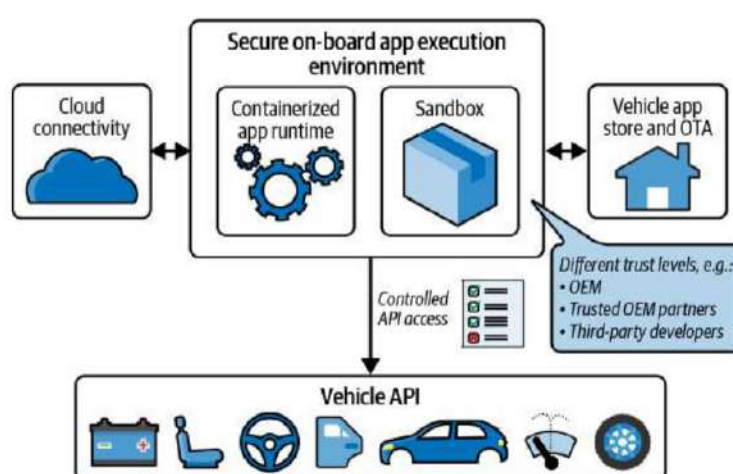 Secure on-board app execution
environment
Cloud
connectivity
Containerized
app runtime
Sandbox
Vehicle app
store and OTA
Different trust levels, e.g.:
• OEM
• Trusted OEM partners
• Third-party developers
Controlled
API access
Vehicle API